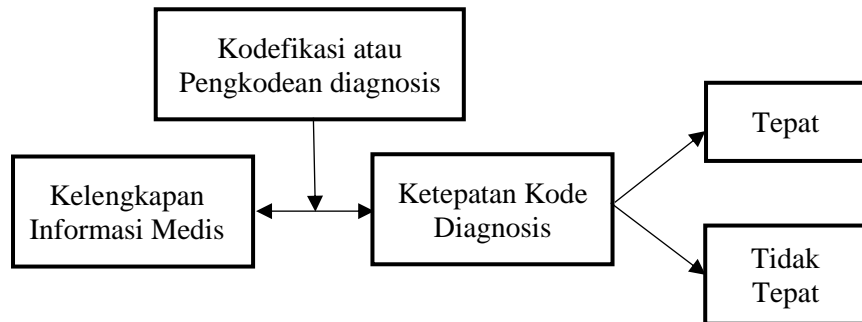 Kodefikasi atau
Pengkodean diagnosis
Kelengkapan
Informasi Medis
Ketepatan Kode
Diagnosis
Tepat
Tidak
Tepat